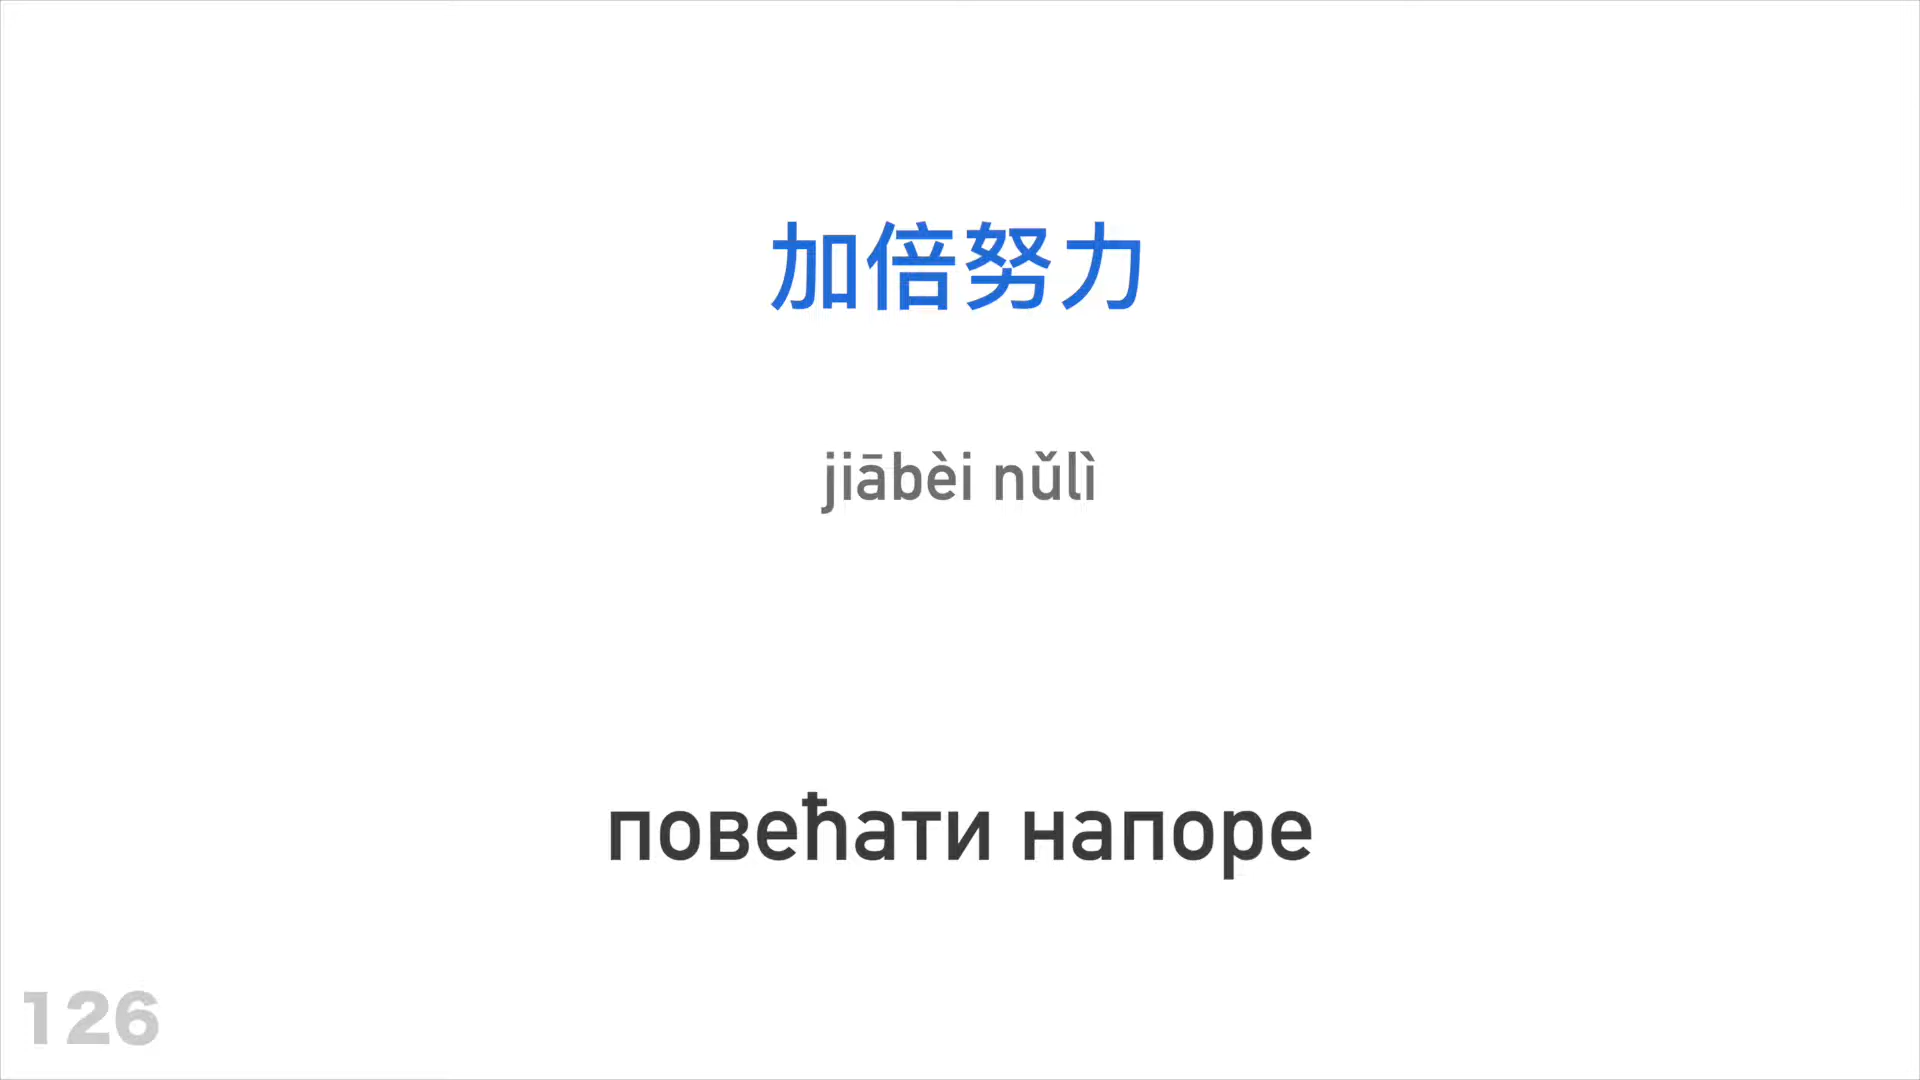 加倍努力
jiābèi nǔlì
повећати напоре
126